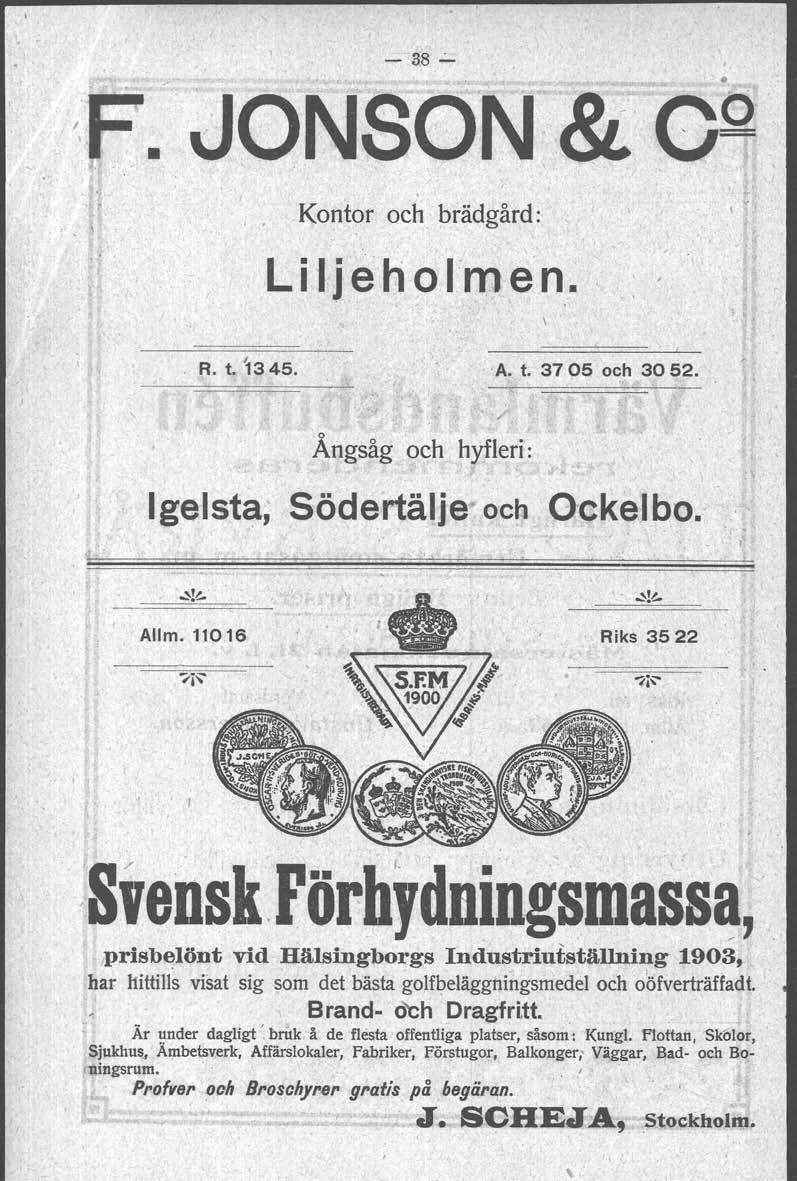 — 38 —
F. JONSON & Cº
Kontor och brädgård:
Liljeholmen.
R. t. 13 45.
A. t. 37 05 och 30 52.
Ångsåg och hyfleri:
Igelsta, Södertälje och Ockelbo.
Allm. 110 16
Riks 35 22
S.F.M
1900
INREGISTRERADT
FABRIKS-MÄRKE
Svensk Förhydningsmassa,
prisbelönt vid Hälsingborgs Industriutställning 1903,
har hittills visat sig som det bästa golfbeläggningsmedel och oöfverträffadt.
Brand- och Dragfritt.
Är under dagligt bruk å de flesta offentliga platser, såsom: Kungl. Flottan, Skolor,
Sjukhus, Ämbetsverk, Affärslokaler, Fabriker, Förstugor, Balkonger, Väggar, Bad- och Bo-
ningsrum.
Profver och Broschyrer gratis på begäran.
J. SCHEJA, Stockholm.